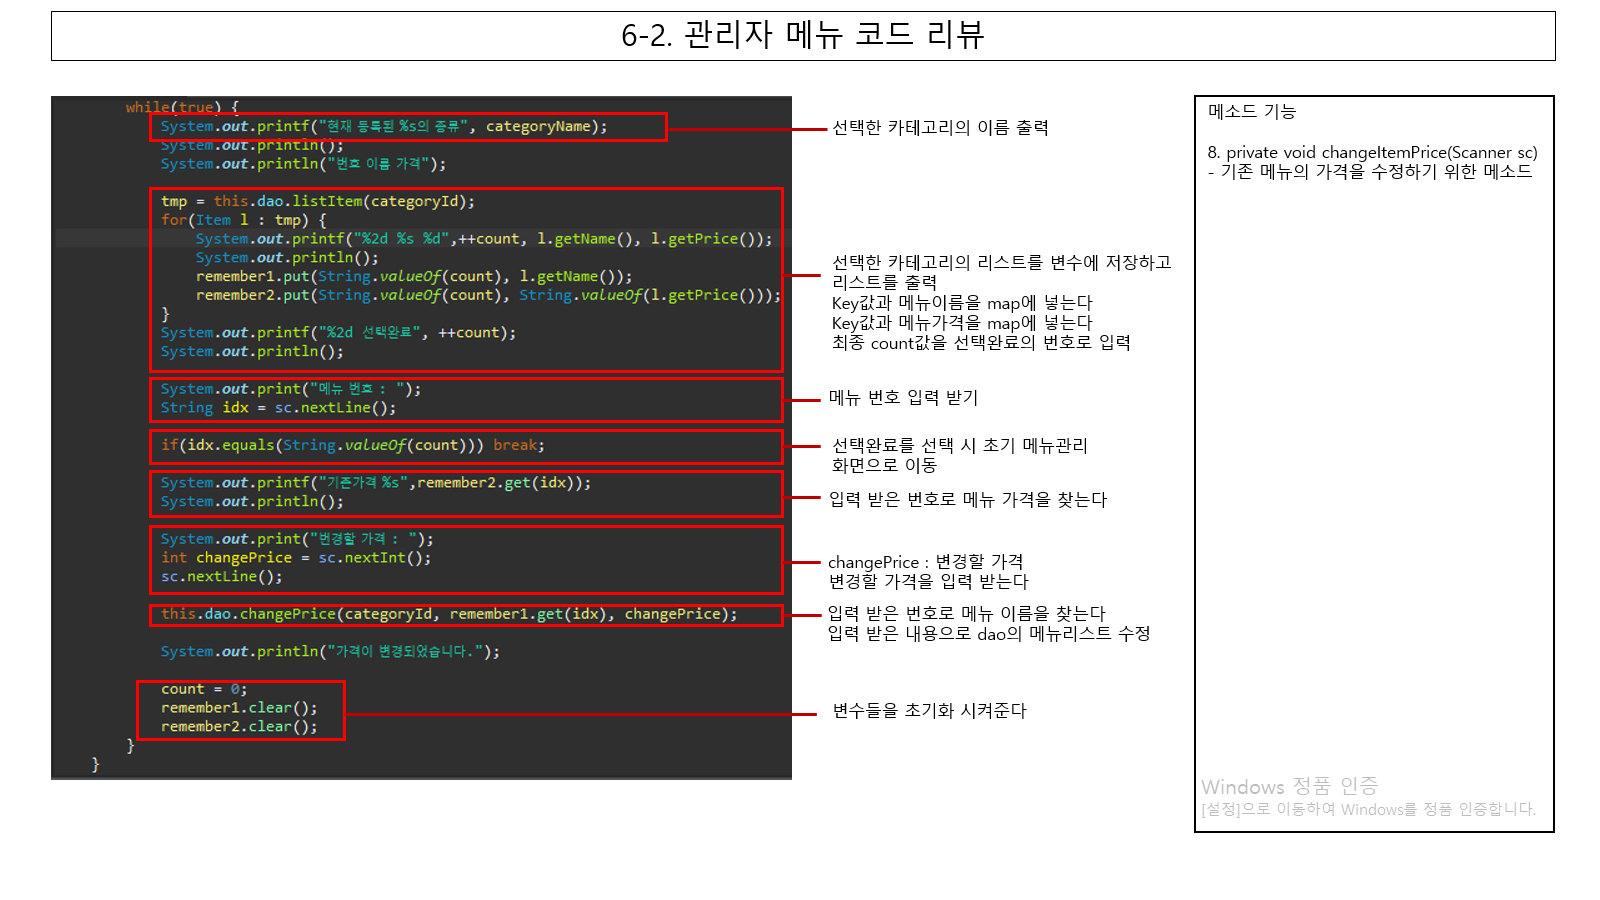 6-2. 관리자 메뉴 코드 리뷰
while(true) {
System.out.printf("현재 등록된 %s의 종류", categoryName);
System.out.println();
System.out.println("번호 이름 가격");
tmp = this.dao.listItem(categoryId);
for(Item l : tmp) {
System.out.printf("%2d %s %d",++count, l.getName(), l.getPrice());
System.out.println();
remember1.put(String.valueOf(count), l.getName());
remember2.put(String.valueOf(count), String.valueOf(l.getPrice()));
}
System.out.printf("%2d 선택완료", ++count);
System.out.println();
System.out.print("메뉴 번호 : ");
String idx = sc.nextLine();
if(idx.equals(String.valueOf(count))) break;
System.out.printf("기존가격 %s",remember2.get(idx));
System.out.println();
System.out.print("변경할 가격 : ");
int changePrice = sc.nextInt();
sc.nextLine();
this.dao.changePrice(categoryId, remember1.get(idx), changePrice);
System.out.println("가격이 변경되었습니다.");
count = 0;
remember1.clear();
remember2.clear();
}
}
선택한 카테고리의 이름 출력
선택한 카테고리의 리스트를 변수에 저장하고
리스트를 출력
Key값과 메뉴이름을 map에 넣는다
Key값과 메뉴가격을 map에 넣는다
최종 count값을 선택완료의 번호로 입력
메뉴 번호 입력 받기
선택완료를 선택 시 초기 메뉴관리
화면으로 이동
입력 받은 번호로 메뉴 가격을 찾는다
changePrice : 변경할 가격
변경할 가격을 입력 받는다
입력 받은 번호로 메뉴 이름을 찾는다
입력 받은 내용으로 dao의 메뉴리스트 수정
변수들을 초기화 시켜준다
메소드 기능
8. private void changeItemPrice(Scanner sc)
- 기존 메뉴의 가격을 수정하기 위한 메소드
Windows 정품 인증
[설정]으로 이동하여 Windows를 정품 인증합니다.